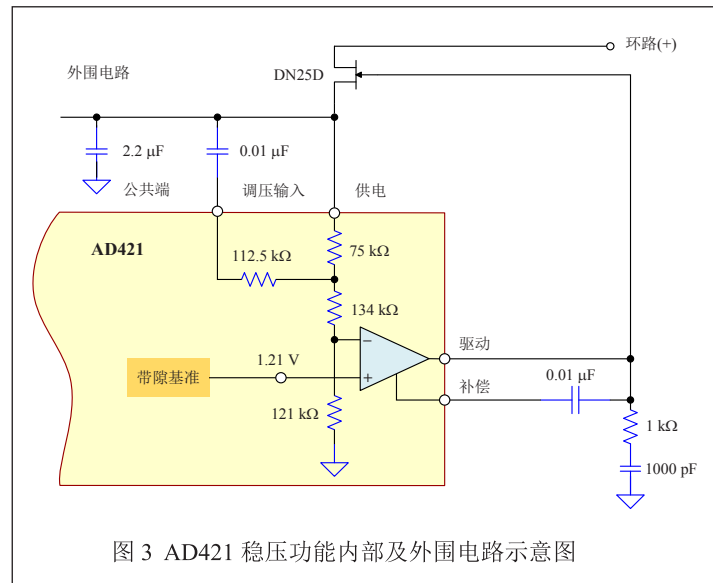 环路(+)
外围电路
DN25D
2.2 μF
0.01 μF
公共端
调压输入
供电
AD421
75 kΩ
112.5 kΩ
134 kΩ
1.21 V
带隙基准
−
+
驱动
0.01 μF
补偿
121 kΩ
1 kΩ
1000 pF
图 3 AD421 稳压功能内部及外围电路示意图